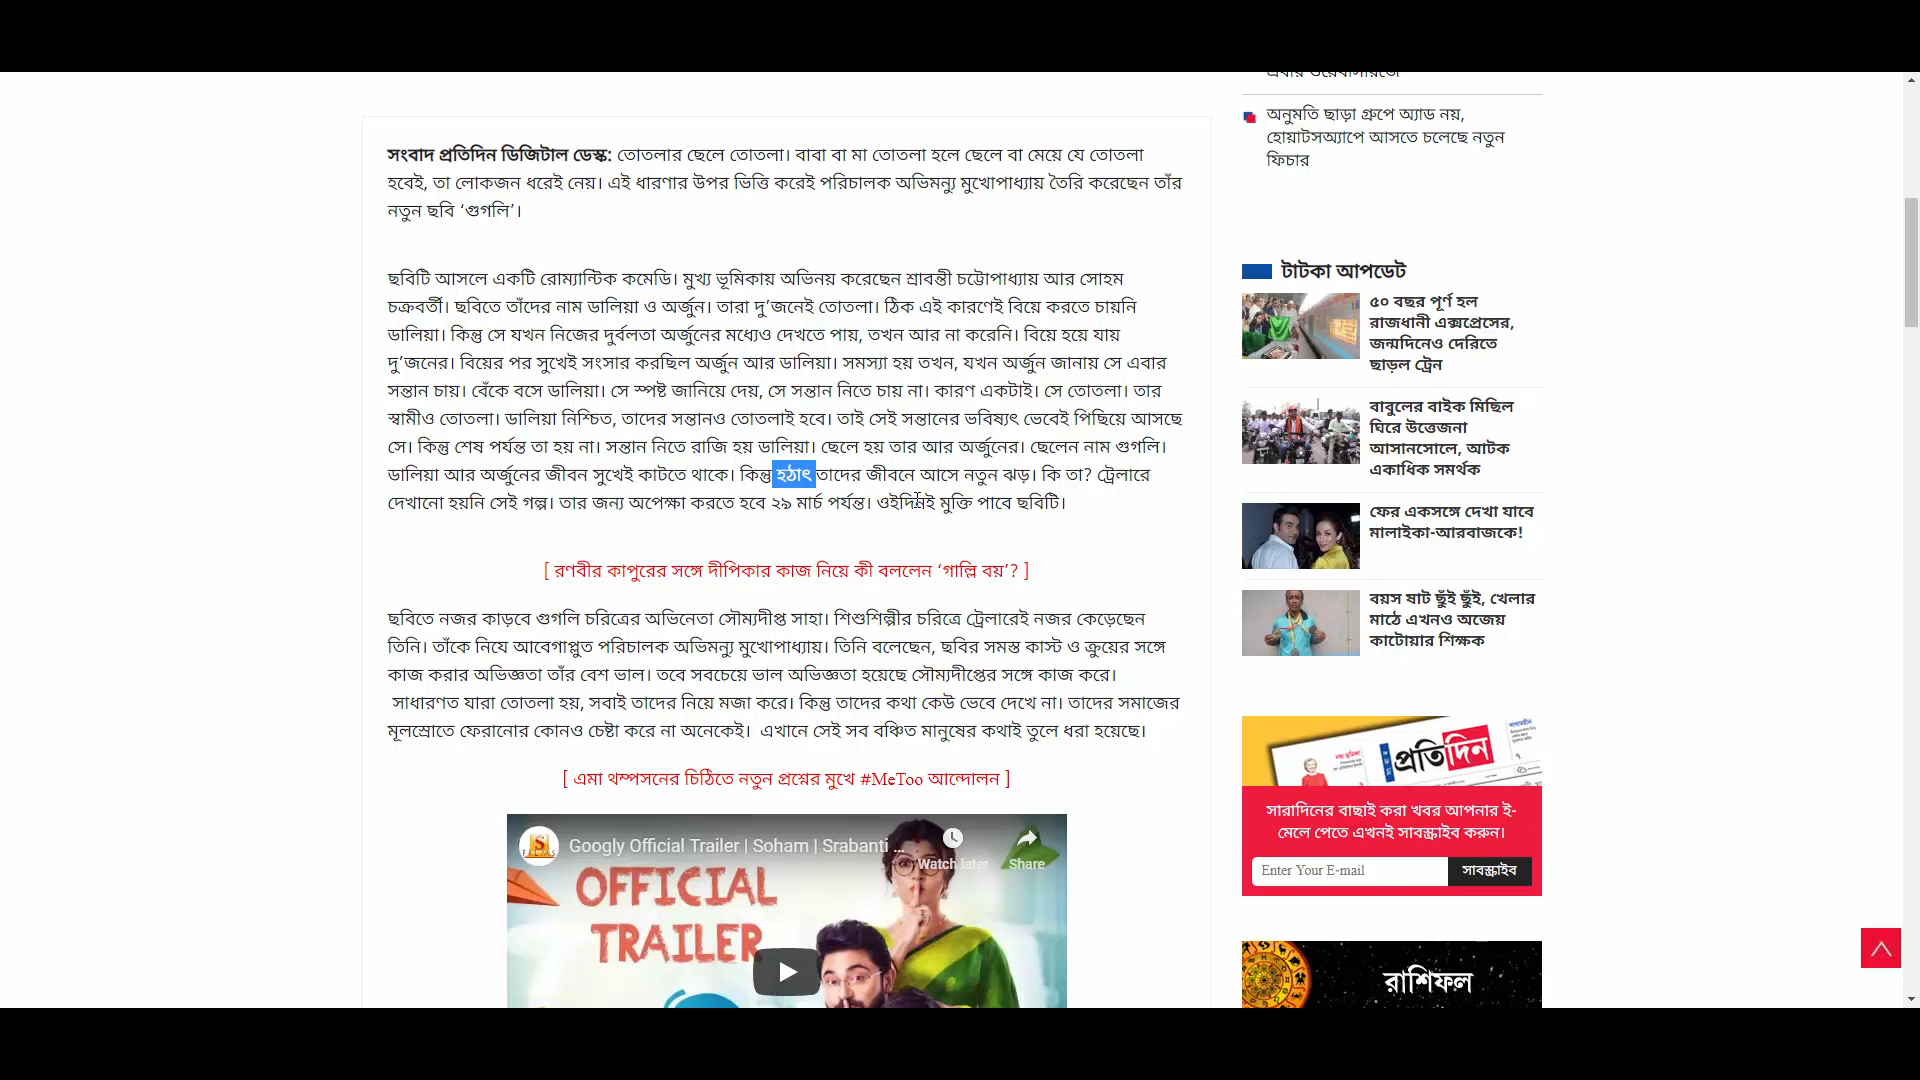 সংবাদ প্রতিদিন ডিজিটাল ডেস্ক: তোতলার ছেলে তোতলা। বাবা বা মা তোতলা হলে ছেলে বা মেয়ে যে তোতলা
হবেই, তা লোকজন ধরেই নেয়। এই ধারণার উপর ভিত্তি করেই পরিচালক অভিমন্যু মুখোপাধ্যায় তৈরি করেছেন তাঁর
নতুন ছবি ‘গুগলি’।
ছবিটি আসলে একটি রোম্যান্টিক কমেডি। মুখ্য ভূমিকায় অভিনয় করেছেন শ্রাবন্তী চট্টোপাধ্যায় আর সোহম
চক্রবর্তী। ছবিতে তাঁদের নাম ডালিয়া ও অর্জুন। তারা দু’জনেই তোতলা। ঠিক এই কারণেই বিয়ে করতে চায়নি
ডালিয়া। কিন্তু সে যখন নিজের দুর্বলতা অর্জুনের মধ্যেও দেখতে পায়, তখন আর না করেনি। বিয়ে হয়ে যায়
দু’জনের। বিয়ের পর সুখেই সংসার করছিল অর্জুন আর ডালিয়া। সমস্যা হয় তখন, যখন অর্জুন জানায় সে এবার
সন্তান চায়। বেঁকে বসে ডালিয়া। সে স্পষ্ট জানিয়ে দেয়, সে সন্তান নিতে চায় না। কারণ একটাই। সে তোতলা। তার
স্বামীও তোতলা। ডালিয়া নিশ্চিত, তাদের সন্তানও তোতলাই হবে। তাই সেই সন্তানের ভবিষ্যৎ ভেবেই পিছিয়ে আসছে
সে। কিন্তু শেষ পর্যন্ত তা হয় না। সন্তান নিতে রাজি হয় ডালিয়া। ছেলে হয় তার আর অর্জুনের। ছেলেন নাম গুগলি।
ডালিয়া আর অর্জুনের জীবন সুখেই কাটতে থাকে। কিন্তু হঠাৎ তাদের জীবনে আসে নতুন ঝড়। কি তা? ট্রেলারে
দেখানো হয়নি সেই গল্প। তার জন্য অপেক্ষা করতে হবে ২৯ মার্চ পর্যন্ত। ওইদিনই মুক্তি পাবে ছবিটি।
[ রণবীর কাপুরের সঙ্গে দীপিকার কাজ নিয়ে কী বললেন ‘গাল্লি বয়’? ]
ছবিতে নজর কাড়বে গুগলি চরিত্রের অভিনেতা সৌম্যদীপ্ত সাহা। শিশুশিল্পীর চরিত্রে ট্রেলারেই নজর কেড়েছেন
তিনি। তাঁকে নিযে আবেগাপ্লুত পরিচালক অভিমন্যু মুখোপাধ্যায়। তিনি বলেছেন, ছবির সমস্ত কাস্ট ও ক্রুয়ের সঙ্গে
কাজ করার অভিজ্ঞতা তাঁর বেশ ভাল। তবে সবচেয়ে ভাল অভিজ্ঞতা হয়েছে সৌম্যদীপ্তের সঙ্গে কাজ করে।
সাধারণত যারা তোতলা হয়, সবাই তাদের নিয়ে মজা করে। কিন্তু তাদের কথা কেউ ভেবে দেখে না। তাদের সমাজের
মূলস্রোতে ফেরানোর কোনও চেষ্টা করে না অনেকেই। এখানে সেই সব বঞ্চিত মানুষের কথাই তুলে ধরা হয়েছে।
[ এমা থম্পসনের চিঠিতে নতুন প্রশ্নের মুখে #MeToo আন্দোলন ]
Googly Official Trailer | Soham | Srabanti ...
Watch later
Share
OFFICIAL
TRAILER
অনুমতি ছাড়া গ্রুপে অ্যাড নয়,
হোয়াটসঅ্যাপে আসতে চলেছে নতুন
ফিচার
টাটকা আপডেট
৫০ বছর পূর্ণ হল
রাজধানী এক্সপ্রেসের,
জন্মদিনেও দেরিতে
ছাড়ল ট্রেন
বাবুলের বাইক মিছিল
ঘিরে উত্তেজনা
আসানসোলে, আটক
একাধিক সমর্থক
ফের একসঙ্গে দেখা যাবে
মালাইকা-আরবাজকে!
বয়স ষাট ছুঁই ছুঁই, খেলার
মাঠে এখনও অজেয়
কাটোয়ার শিক্ষক
প্রতিদিন
সারাদিনের বাছাই করা খবর আপনার ই-
মেলে পেতে এখনই সাবস্ক্রাইব করুন।
Enter Your E-mail
সাবস্ক্রাইব
রাশিফল